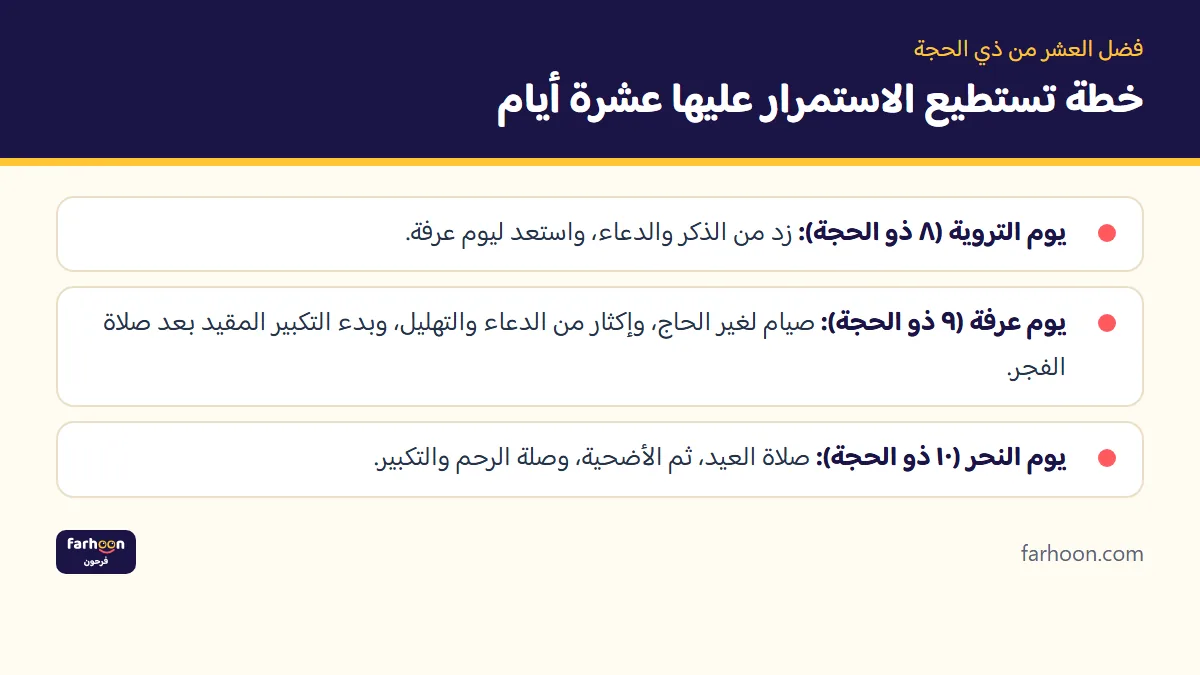 فضل العشر من ذي الحجة
خطة تستطيع الاستمرار عليها عشرة أيام
يوم التروية (٨ ذو الحجة): زد من الذكر والدعاء، واستعد ليوم عرفة.
يوم عرفة (٩ ذو الحجة): صيام لغير الحاج، وإكثار من الدعاء والتهليل، وبدء التكبير المقيد بعد صلاة
الفجر.
يوم النحر (١٠ ذو الحجة): صلاة العيد، ثم الأضحية، وصلة الرحم والتكبير.
farhoon.com
farhoon
فرحون